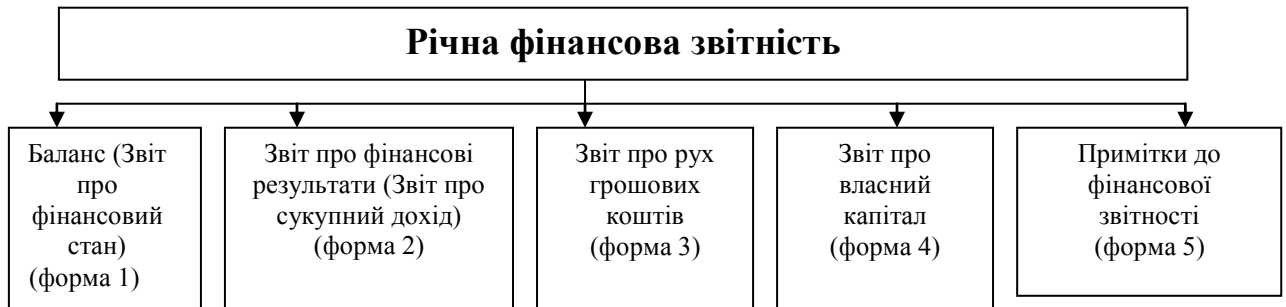 Річна фінансова звітність
Баланс (Звіт
про
фінансовий
стан)
(форма 1)
Звіт про фінансові
результати (Звіт про
сукупний дохід)
(форма 2)
Звіт про рух
грошових
коштів
(форма 3)
Звіт про
власний
капітал
(форма 4)
Примітки до
фінансової
звітності
(форма 5)